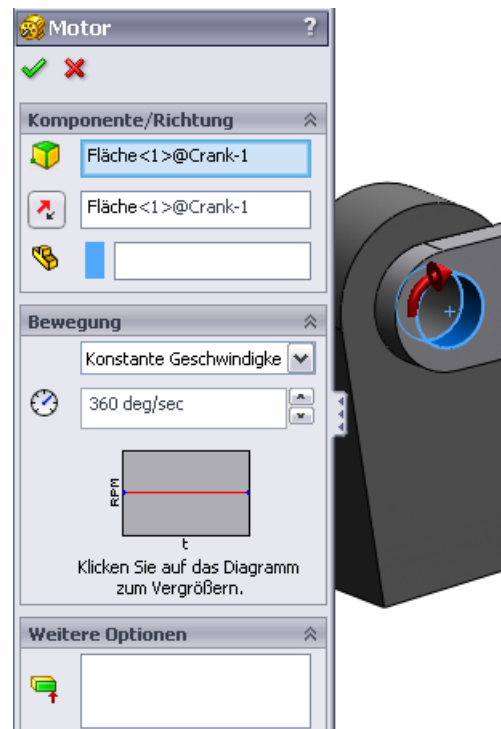 Motor ?
Komponente/Richtung
Fläche<1>@Crank-1
Fläche<1>@Crank-1
Bewegung
Konstante Geschwindigke
360 deg/sec
RPM
t
Klicken Sie auf das Diagramm
zum Vergrößern.
Weitere Optionen